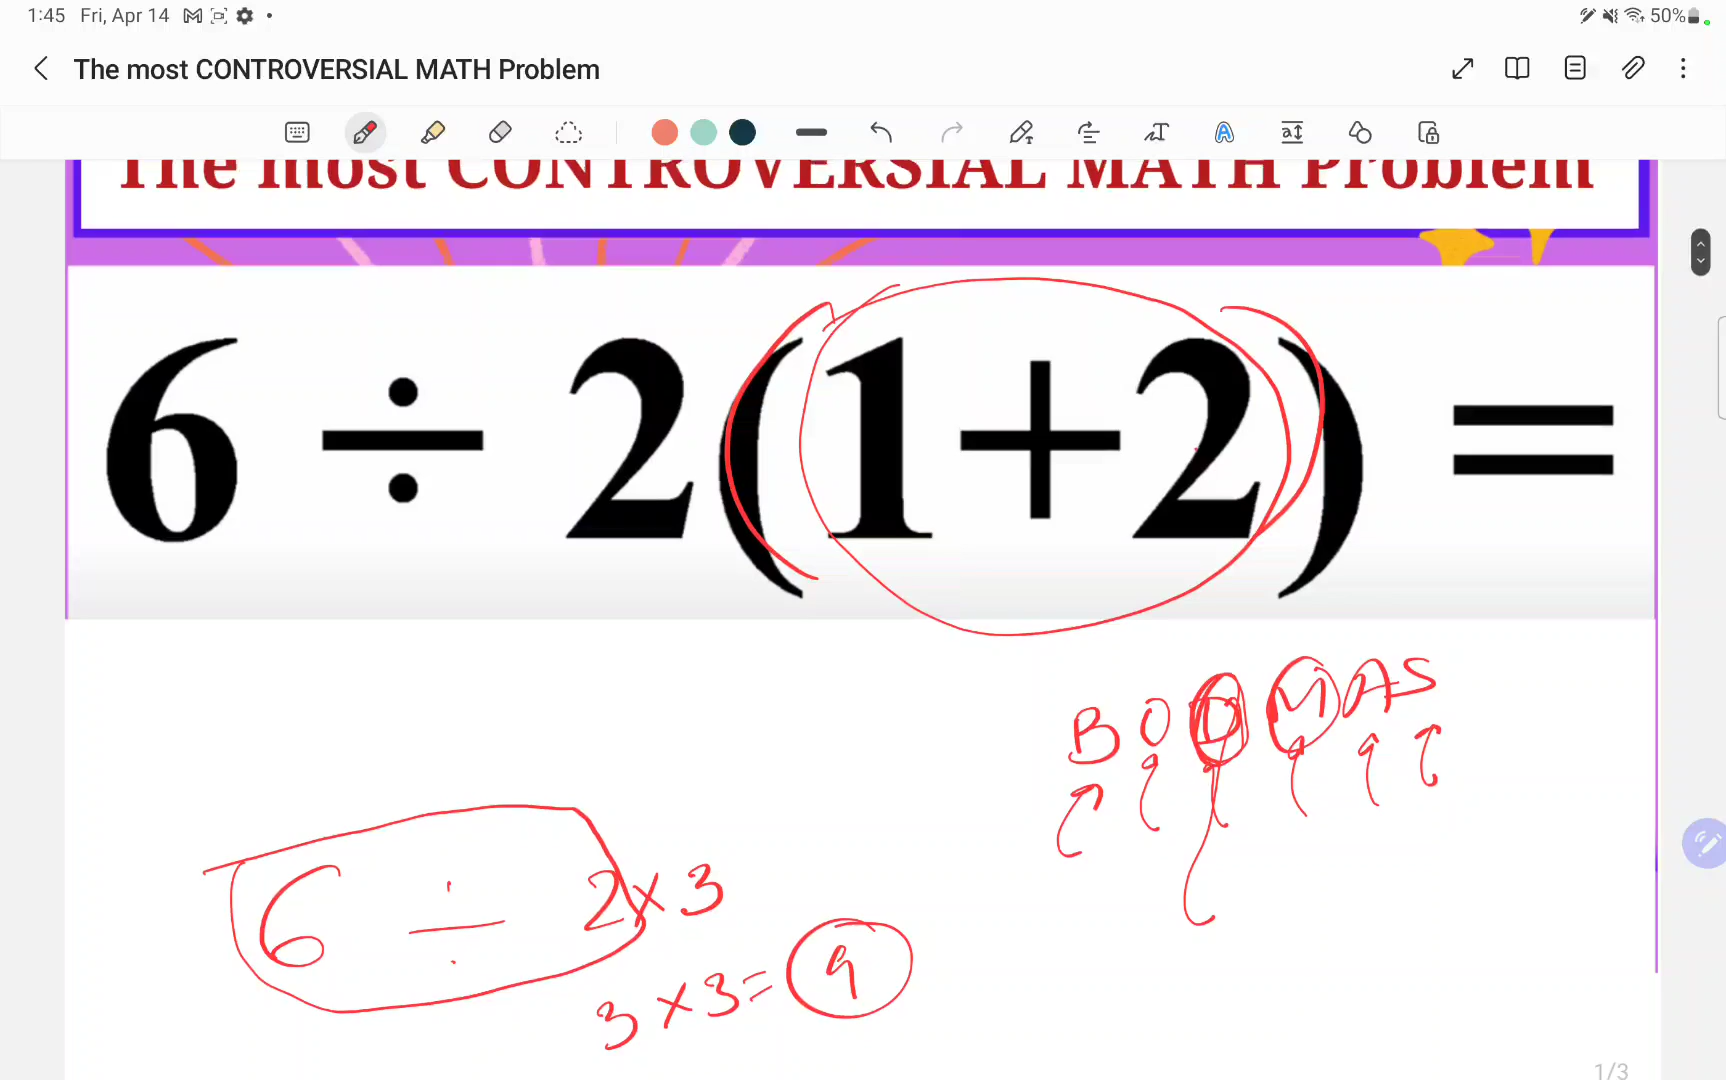 1:45 Fri, Apr 14 50%
The most CONTROVERSIAL MATH Problem
The most CONTROVERSIAL MATH Problem
6 ÷ 2(1+2) =
BODMAS
6 ÷ 2×3
3×3=9
1/3